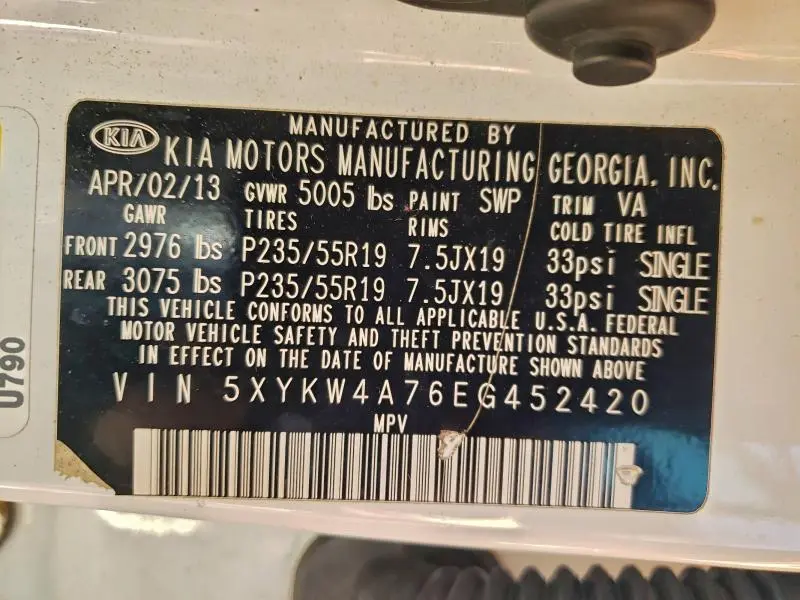 MANUFACTURED BY
KIA KIA MOTORS MANUFACTURING GEORGIA, INC.
APR/02/13 GVWR 5005 lbs PAINT SWP TRIM VA
GAWR TIRES RIMS COLD TIRE INFL
FRONT 2976 lbs P235/55R19 7.5JX19 33psi SINGLE
REAR 3075 lbs P235/55R19 7.5JX19 33psi SINGLE
THIS VEHICLE CONFORMS TO ALL APPLICABLE U.S.A. FEDERAL
MOTOR VEHICLE SAFETY AND THEFT PREVENTION STANDARDS
IN EFFECT ON THE DATE OF MANUFACTURE SHOWN ABOVE
VIN 5XYKW4A76EG452420
MPV
U790